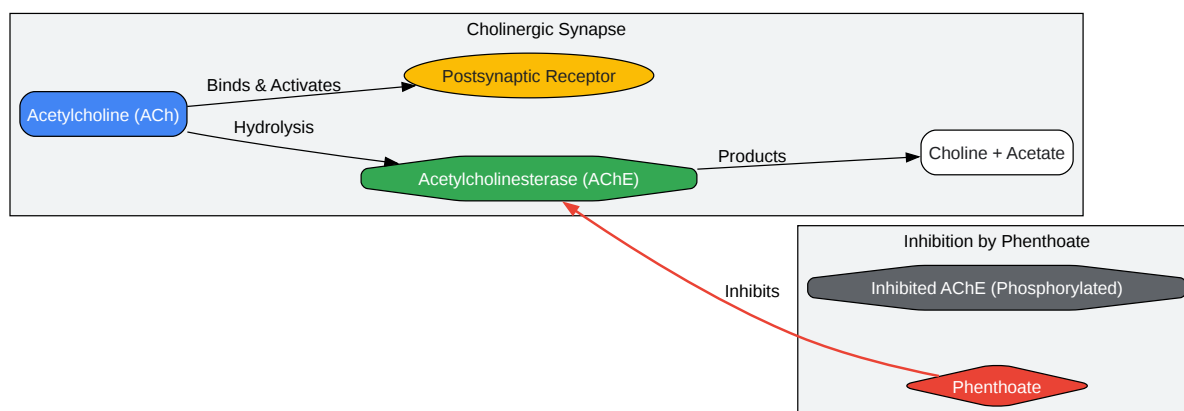 Cholinergic Synapse
Binds & Activates
Postsynaptic Receptor
Acetylcholine (ACh)
Hydrolysis
Acetylcholinesterase (AChE)
Products
Choline + Acetate
Inhibition by Phenthoate
Inhibited AChE (Phosphorylated)
Inhibits
Phenthoate